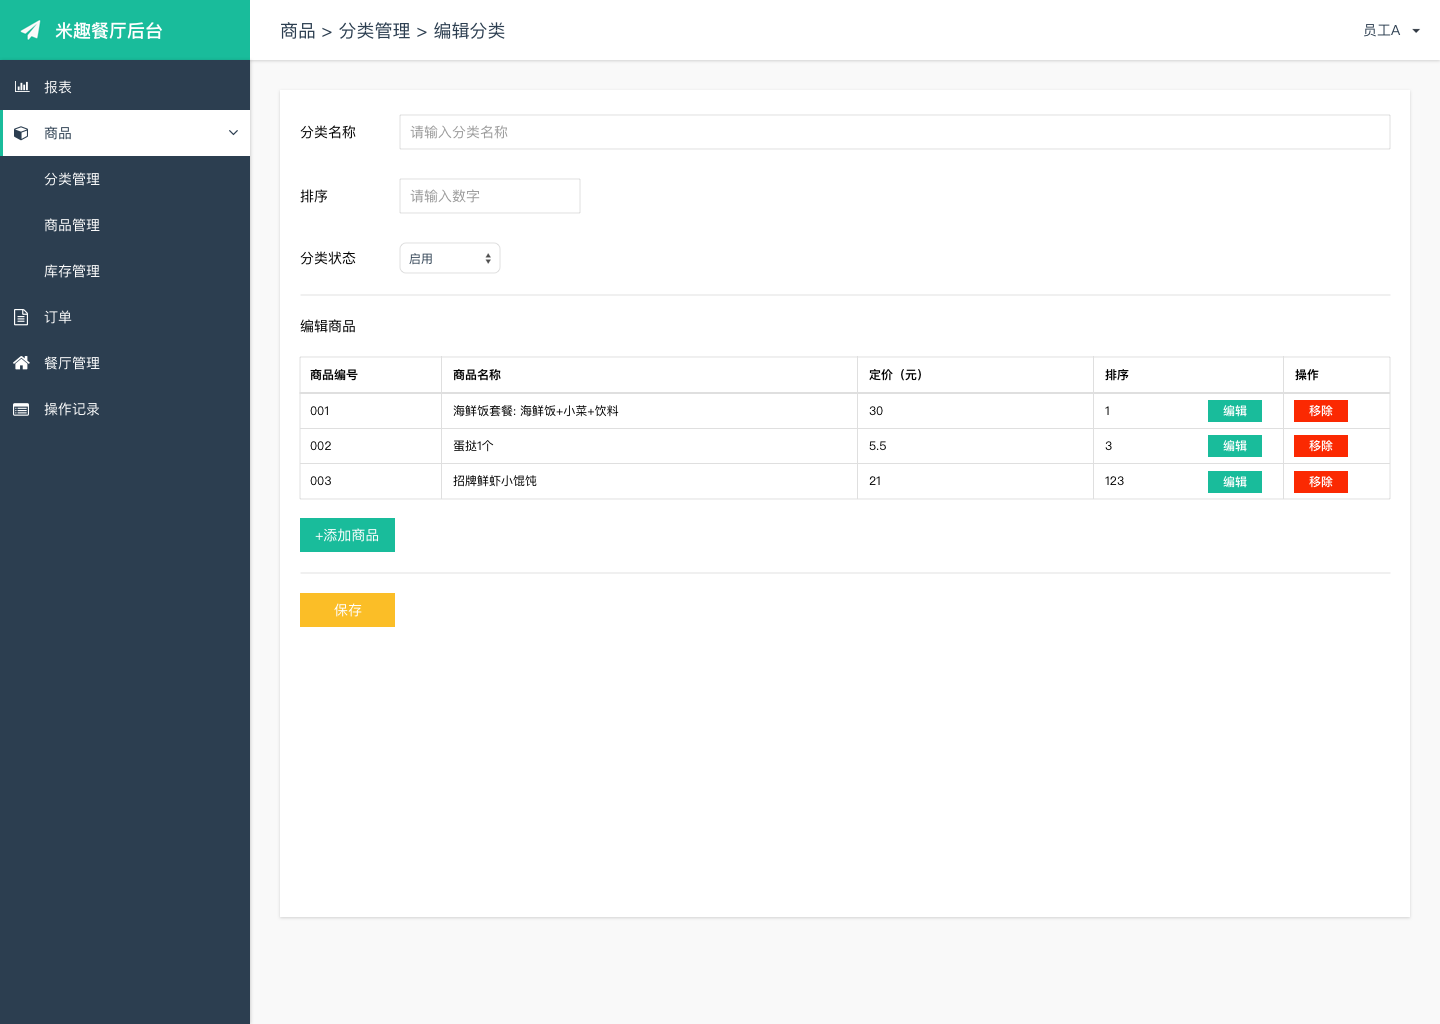 米趣餐厅后台
商品 > 分类管理 > 编辑分类
员工A
报表
商品
分类管理
商品管理
库存管理
订单
餐厅管理
操作记录
分类名称 请输入分类名称
排序 请输入数字
分类状态 启用
编辑商品
商品编号 商品名称 定价（元） 排序 操作
001 海鲜饭套餐: 海鲜饭+小菜+饮料 30 1 编辑 移除
002 蛋挞1个 5.5 3 编辑 移除
003 招牌鲜虾小馄饨 21 123 编辑 移除
+添加商品
保存